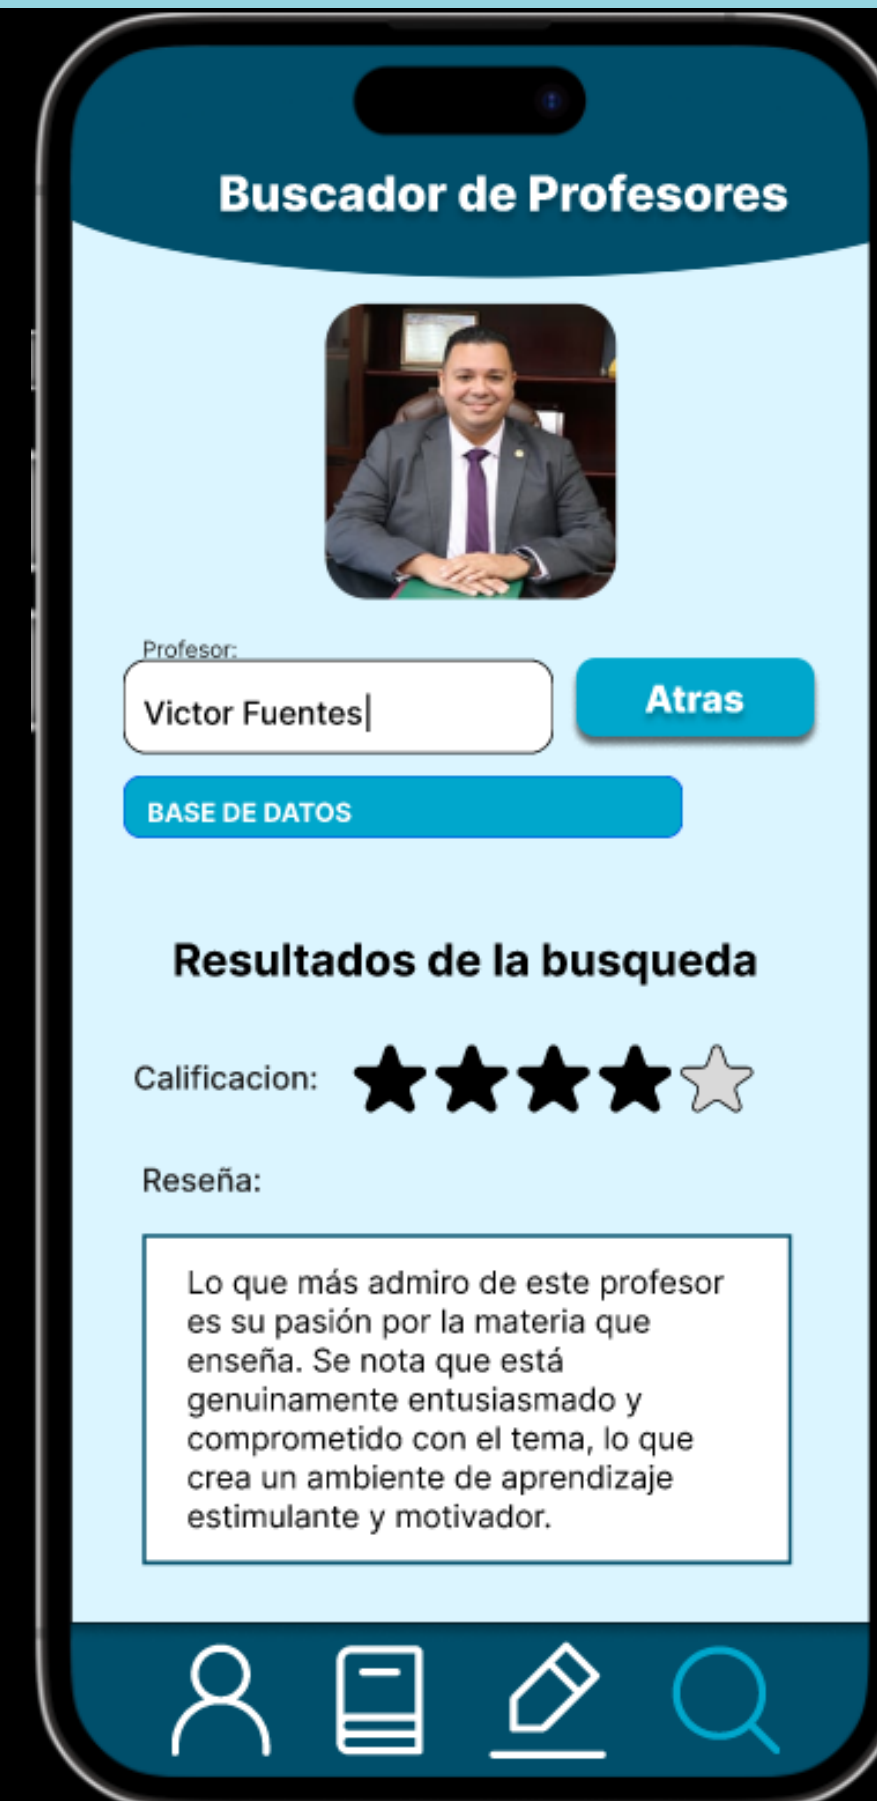 Buscador de Profesores
Profesor:
Victor Fuentes
Atras
BASE DE DATOS
Resultados de la busqueda
Calificacion:
Reseña:
Lo que más admiro de este profesor
es su pasión por la materia que
enseña. Se nota que está
genuinamente entusiasmado y
comprometido con el tema, lo que
crea un ambiente de aprendizaje
estimulante y motivador.